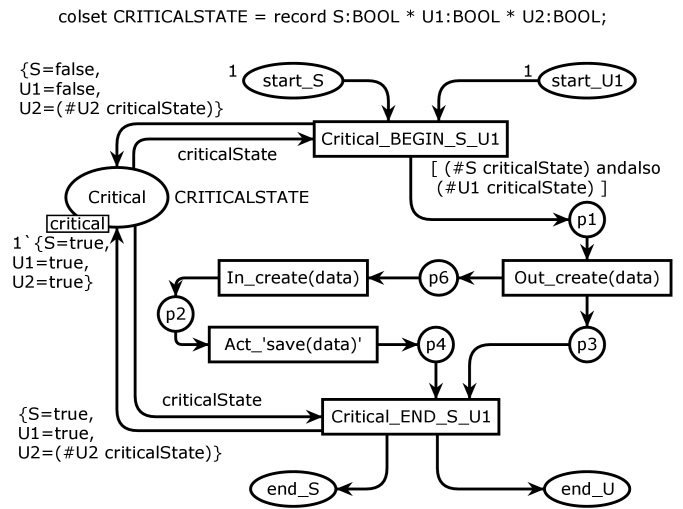 colset CRITICALSTATE = record S:BOOL * U1:BOOL * U2:BOOL;
{S=false,
U1=false,
U2=(#U2 criticalState)}
1
start_S
1
start_U1
Critical_BEGIN_S_U1
criticalState
[ (#S criticalState) andalso
(#U1 criticalState) ]
Critical
CRITICALSTATE
critical
1`{S=true,
U1=true,
U2=true}
p1
In_create(data)
p6
Out_create(data)
p2
Act_'save(data)'
p4
p3
criticalState
{S=true,
U1=true,
U2=(#U2 criticalState)}
Critical_END_S_U1
end_S
end_U